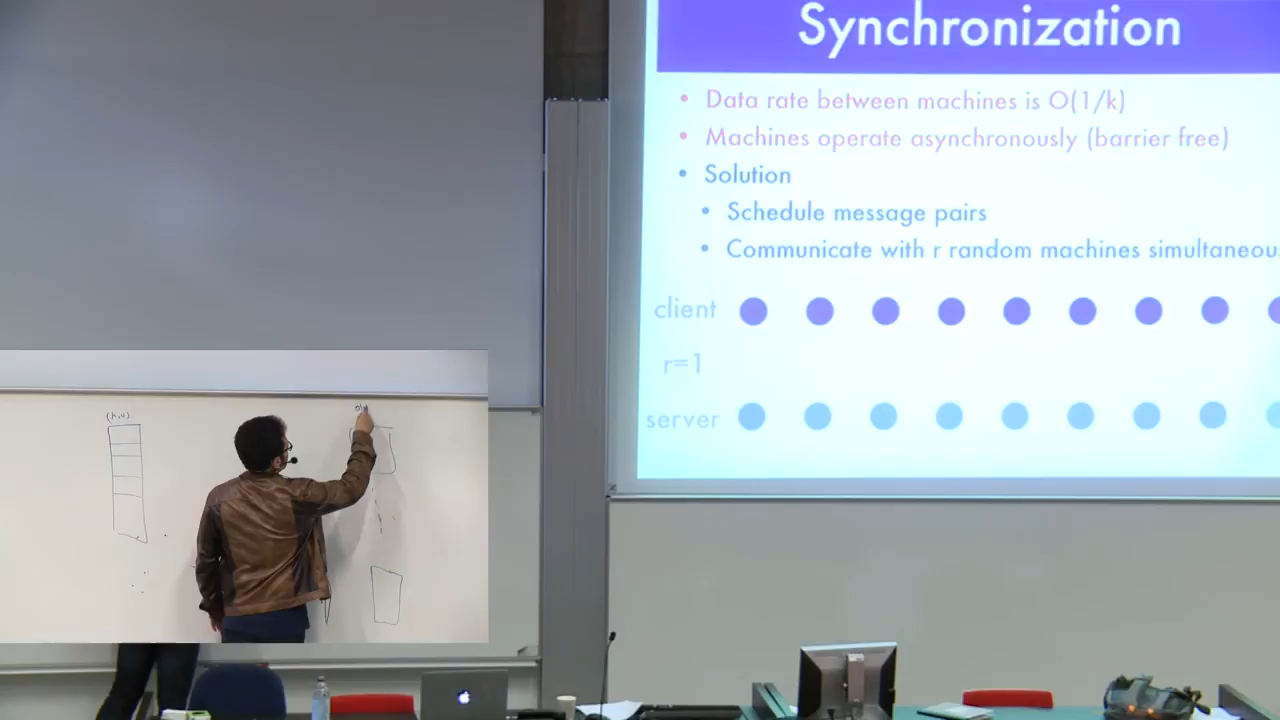 Synchronization
• Data rate between machines is O(1/k)
• Machines operate asynchronously (barrier free)
• Solution
• Schedule message pairs
• Communicate with r random machines simultaneou
client
r=1
server
(k,v)